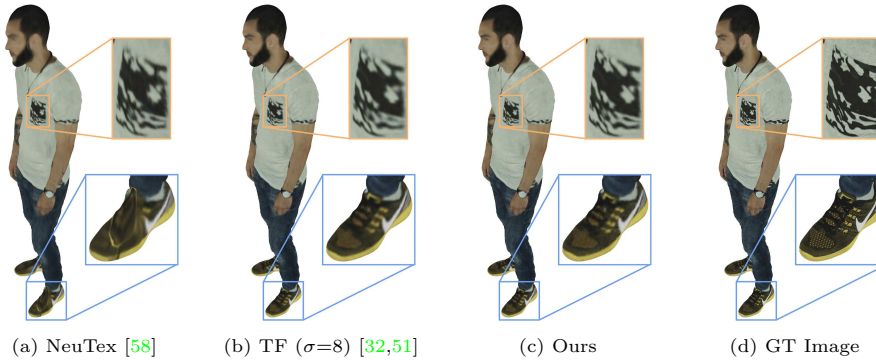 (a) NeuTex [58]
(b) TF (σ=8) [32,51]
(c) Ours
(d) GT Image